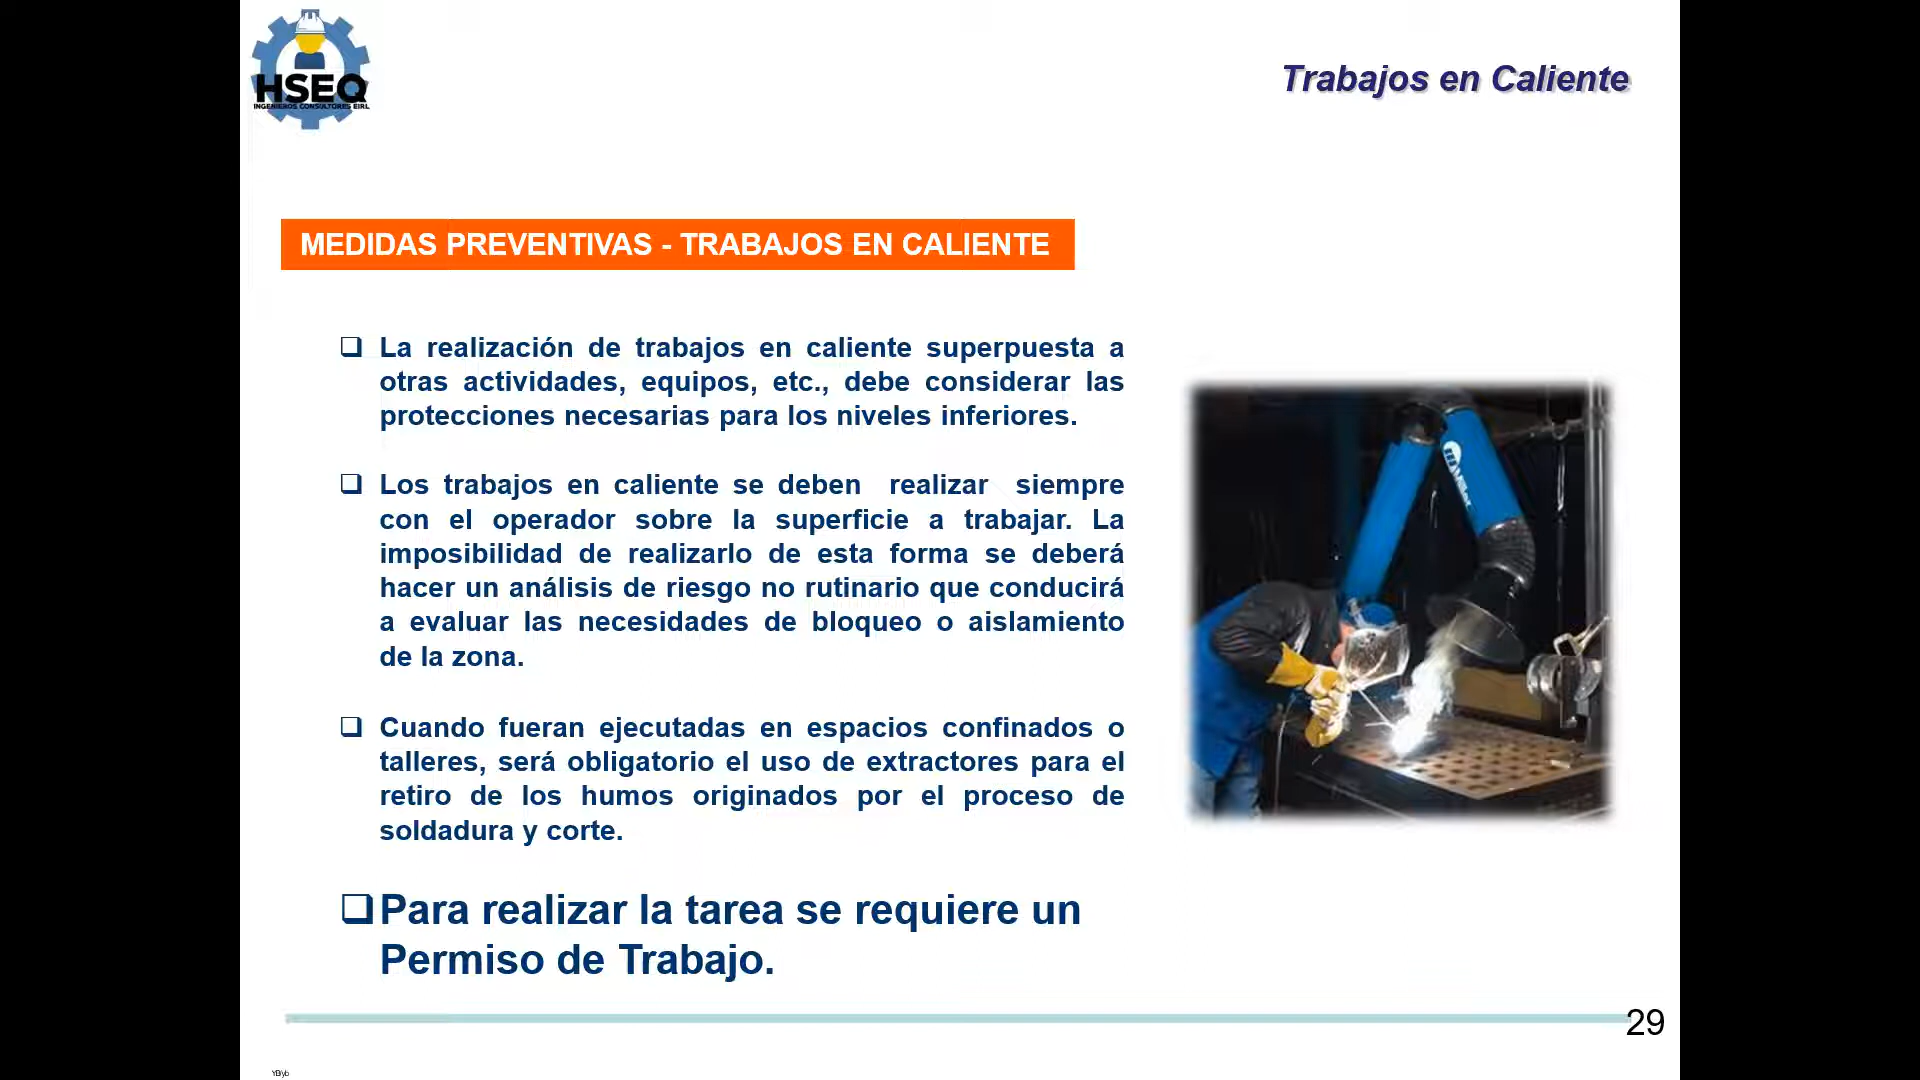 HSEQ
INGENIEROS CONSULTORES EIRL
Trabajos en Caliente
MEDIDAS PREVENTIVAS - TRABAJOS EN CALIENTE
La realización de trabajos en caliente superpuesta a
otras actividades, equipos, etc., debe considerar las
protecciones necesarias para los niveles inferiores.
Los trabajos en caliente se deben realizar siempre
con el operador sobre la superficie a trabajar. La
imposibilidad de realizarlo de esta forma se deberá
hacer un análisis de riesgo no rutinario que conducirá
a evaluar las necesidades de bloqueo o aislamiento
de la zona.
Cuando fueran ejecutadas en espacios confinados o
talleres, será obligatorio el uso de extractores para el
retiro de los humos originados por el proceso de
soldadura y corte.
Miller
Para realizar la tarea se requiere un
Permiso de Trabajo.
29